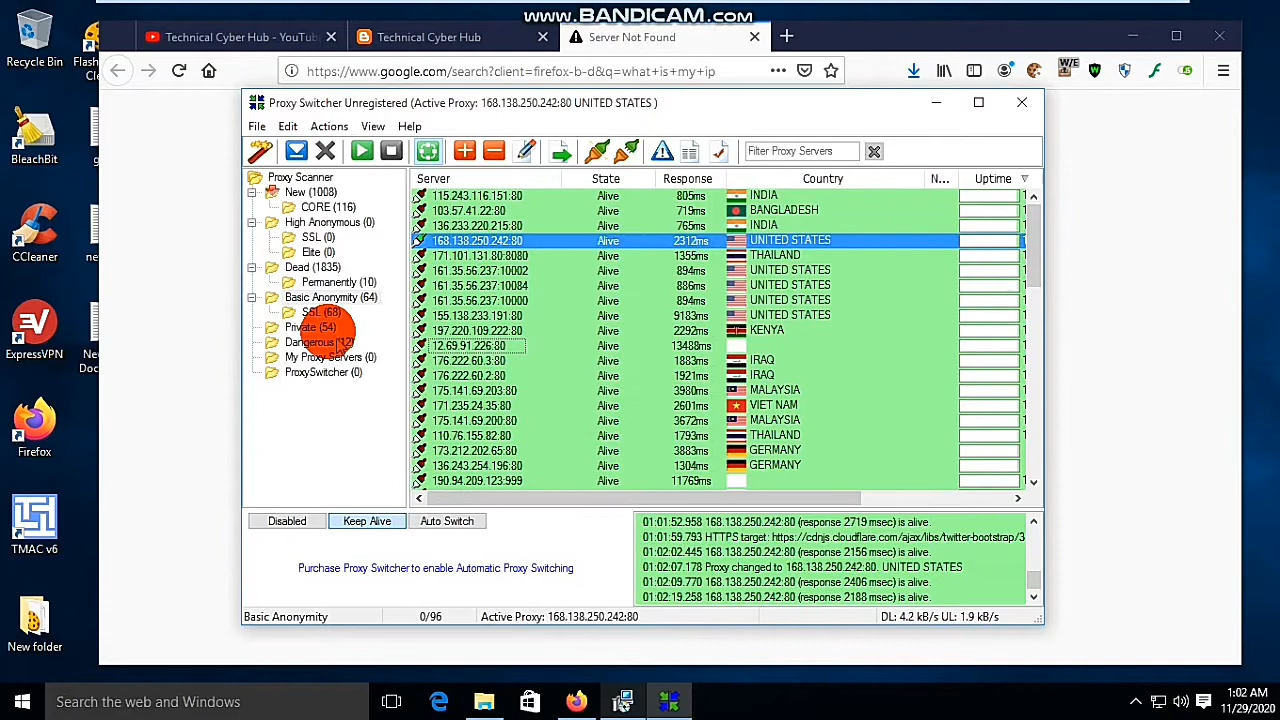 www.BANDICAM.com
Recycle Bin
Flash
Technical Cyber Hub - YouTube
Technical Cyber Hub
Server Not Found
https://www.google.com/search?client=firefox-b-d&q=what+is+my+ip
W/E
Proxy Switcher Unregistered (Active Proxy: 168.138.250.242:80 UNITED STATES )
File Edit Actions View Help
Filter Proxy Servers
BleachBit
CCleaner
ExpressVPN
Firefox
TMAC v6
New folder
Proxy Scanner
New (1008)
CORE (116)
High Anonymous (0)
SSL (0)
Elite (0)
Dead (1835)
Permanently (10)
Basic Anonymity (64)
SSL (68)
Private (54)
Dangerous (12)
My Proxy Servers (0)
ProxySwitcher (0)
Server State Response Country N... Uptime
115.243.116.151:80 Alive 805ms INDIA
103.57.41.22:80 Alive 719ms BANGLADESH
136.233.220.215:80 Alive 765ms INDIA
168.138.250.242:80 Alive 2312ms UNITED STATES
171.101.131.80:8080 Alive 1355ms THAILAND
161.35.56.237:10002 Alive 894ms UNITED STATES
161.35.56.237:10084 Alive 886ms UNITED STATES
161.35.56.237:10000 Alive 894ms UNITED STATES
155.138.233.191:80 Alive 9183ms UNITED STATES
197.220.109.222:80 Alive 2292ms KENYA
12.69.91.226:80 Alive 13488ms
176.222.60.3:80 Alive 1883ms IRAQ
176.222.60.2:80 Alive 1921ms IRAQ
175.141.69.203:80 Alive 3980ms MALAYSIA
171.235.24.35:80 Alive 2601ms VIET NAM
175.141.69.200:80 Alive 3672ms MALAYSIA
110.76.155.82:80 Alive 1793ms THAILAND
173.212.202.65:80 Alive 3883ms GERMANY
136.243.254.196:80 Alive 1304ms GERMANY
190.94.209.123:999 Alive 11769ms
Disabled Keep Alive Auto Switch
Purchase Proxy Switcher to enable Automatic Proxy Switching
01:01:52.958 168.138.250.242:80 (response 2719 msec) is alive.
01:01:59.793 HTTPS target: https://cdnjs.cloudflare.com/ajax/libs/twitter-bootstrap/3
01:02:02.445 168.138.250.242:80 (response 2156 msec) is alive.
01:02:07.178 Proxy changed to 168.138.250.242:80. UNITED STATES
01:02:09.770 168.138.250.242:80 (response 2406 msec) is alive.
01:02:19.258 168.138.250.242:80 (response 2188 msec) is alive.
Basic Anonymity 0/96 Active Proxy: 168.138.250.242:80 DL: 4.2 kB/s UL: 1.9 kB/s
Search the web and Windows
1:02 AM
11/29/2020